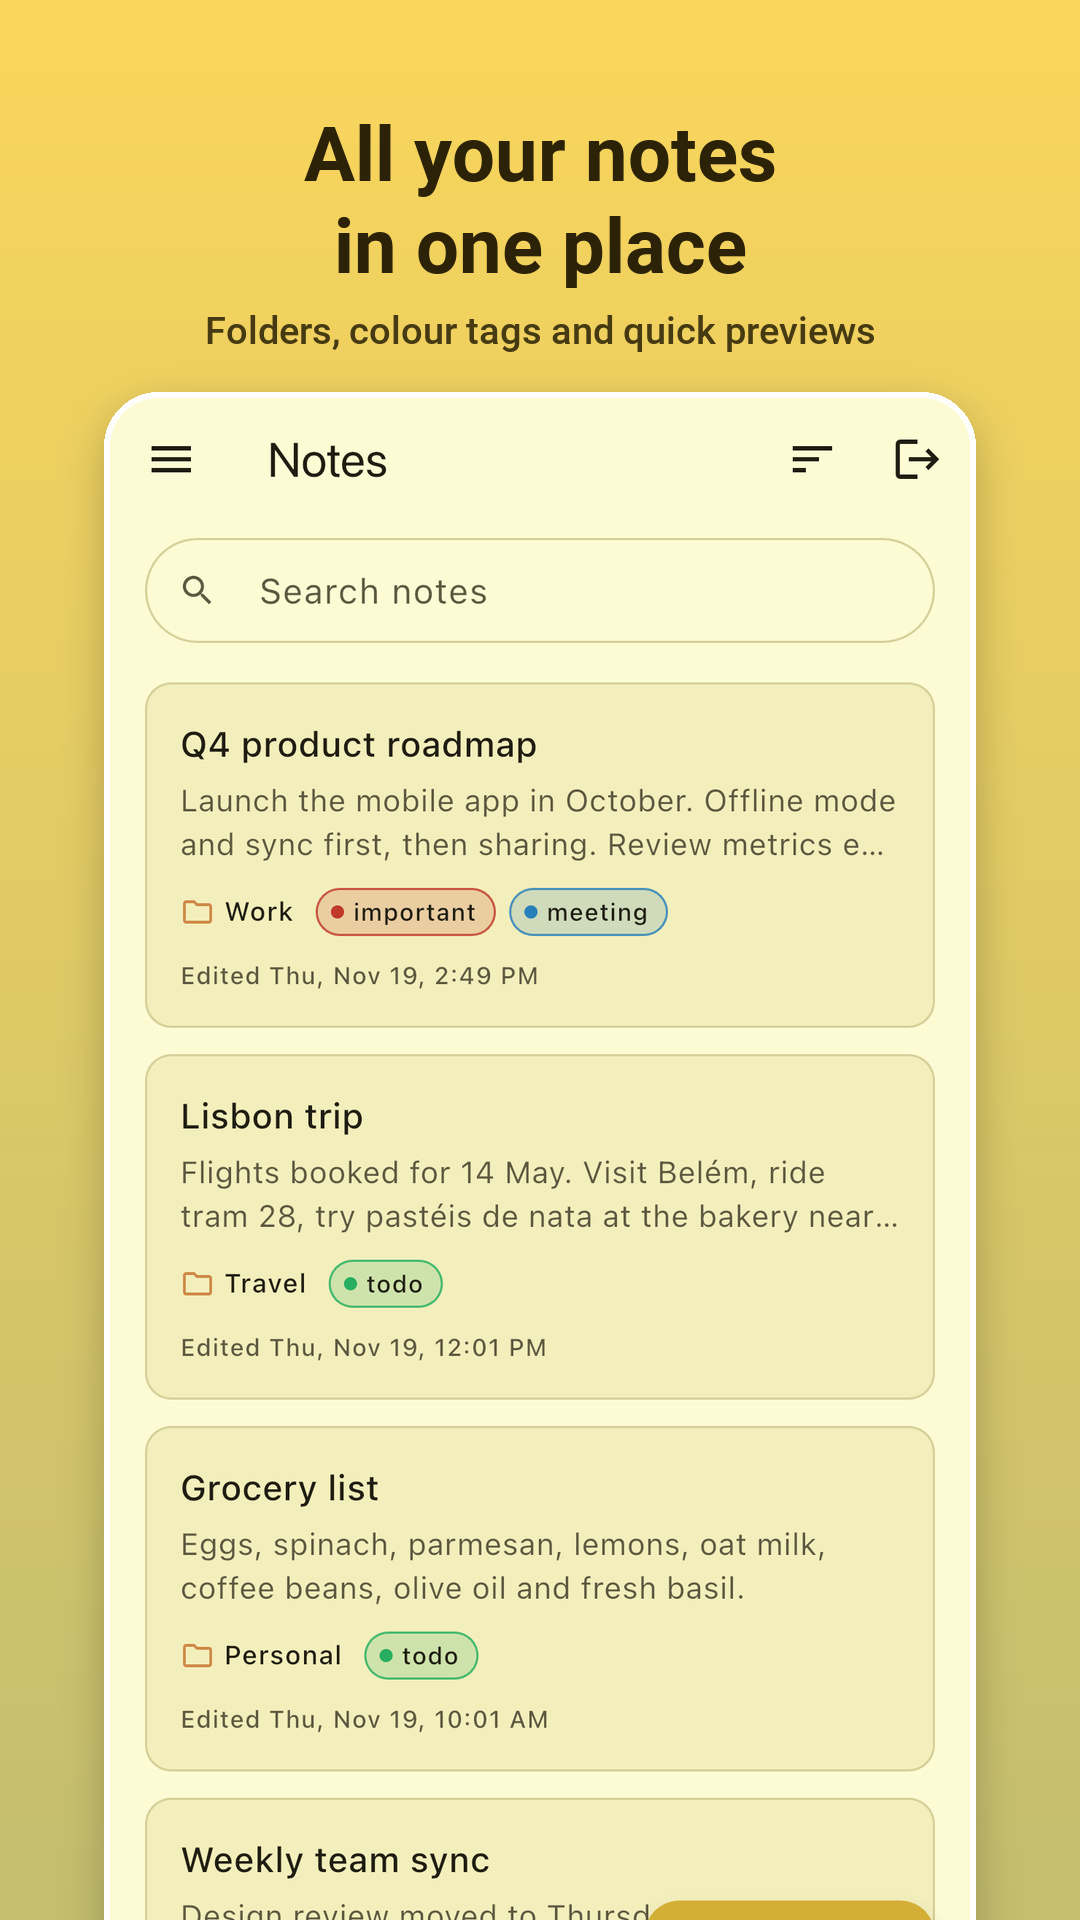 All your notes
in one place
Folders, colour tags and quick previews
Notes
Search notes
Q4 product roadmap
Launch the mobile app in October. Offline mode
and sync first, then sharing. Review metrics e...
Work important meeting
Edited Thu, Nov 19, 2:49 PM
Lisbon trip
Flights booked for 14 May. Visit Belém, ride
tram 28, try pastéis de nata at the bakery near...
Travel todo
Edited Thu, Nov 19, 12:01 PM
Grocery list
Eggs, spinach, parmesan, lemons, oat milk,
coffee beans, olive oil and fresh basil.
Personal todo
Edited Thu, Nov 19, 10:01 AM
Weekly team sync
Design review moved to